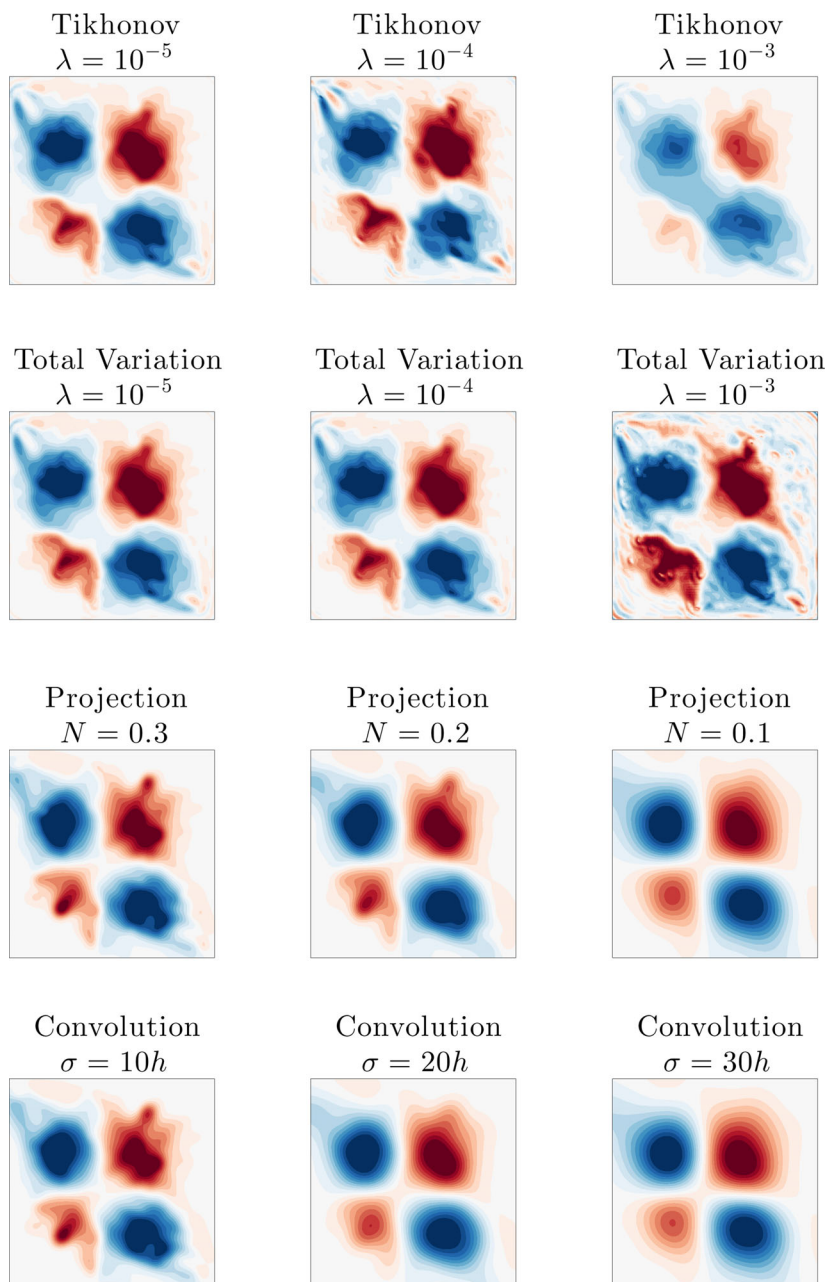 Tikhonov
λ = 10⁻⁵
Tikhonov
λ = 10⁻⁴
Tikhonov
λ = 10⁻³
Total Variation
λ = 10⁻⁵
Total Variation
λ = 10⁻⁴
Total Variation
λ = 10⁻³
Projection
N = 0.3
Projection
N = 0.2
Projection
N = 0.1
Convolution
σ = 10h
Convolution
σ = 20h
Convolution
σ = 30h